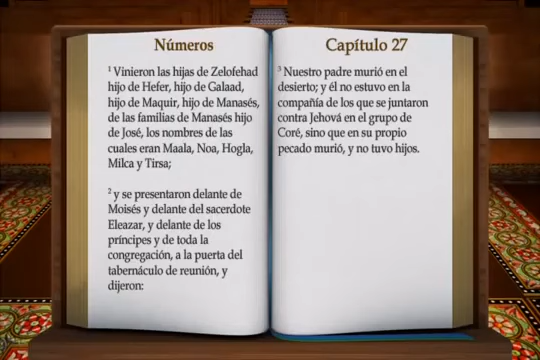 Números
¹ Vinieron las hijas de Zelofehad
hijo de Hefer, hijo de Galaad,
hijo de Maquir, hijo de Manasés,
de las familias de Manasés hijo
de José, los nombres de las
cuales eran Maala, Noa, Hogla,
Milca y Tirsa;
² y se presentaron delante de
Moisés y delante del sacerdote
Eleazar, y delante de los
príncipes y de toda la
congregación, a la puerta del
tabernáculo de reunión, y
dijeron:
Capítulo 27
³ Nuestro padre murió en el
desierto; y él no estuvo en la
compañía de los que se juntaron
contra Jehová en el grupo de
Coré, sino que en su propio
pecado murió, y no tuvo hijos.